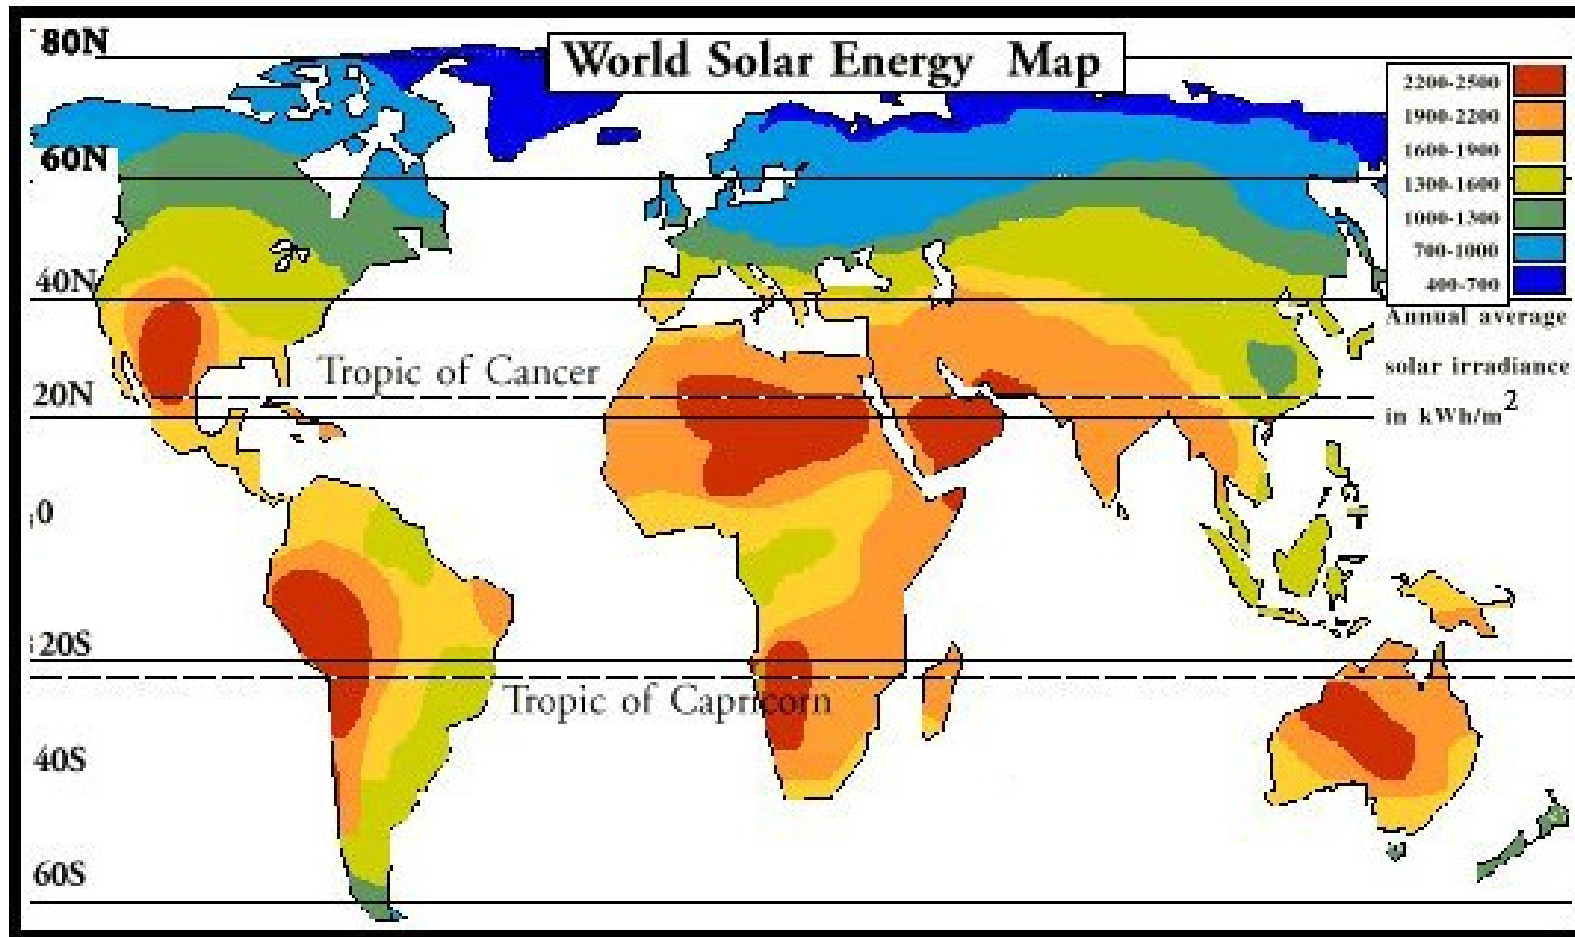 80N
World Solar Energy Map
2200-2500
1900-2200
1600-1900
60N
1300-1600
1000-1300
700-1000
40N
400-700
Annual average
Tropic of Cancer
solar irradiance
20N
in kWh/m²
0
20S
Tropic of Capricorn
40S
60S